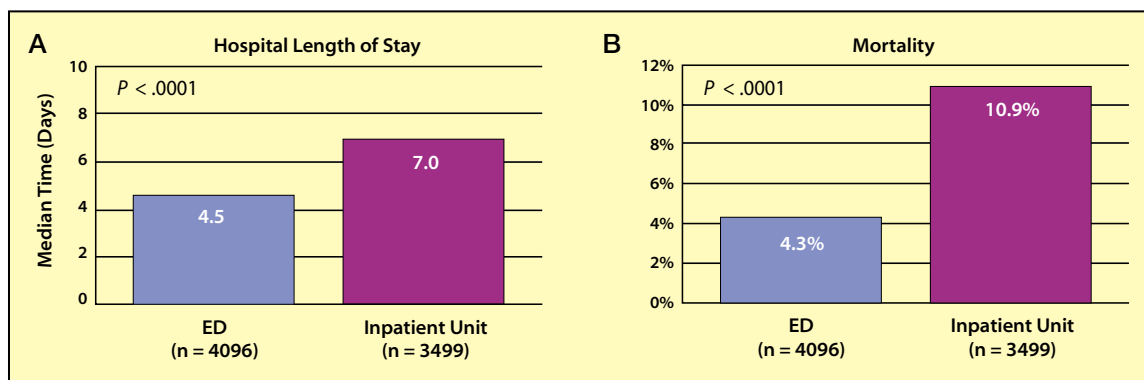 A
Hospital Length of Stay
Median Time (Days)
10
8
6
4
2
0
P < .0001
4.5
7.0
ED
(n = 4096)
Inpatient Unit
(n = 3499)
B
Mortality
12%
10%
8%
6%
4%
2%
0%
P < .0001
4.3%
10.9%
ED
(n = 4096)
Inpatient Unit
(n = 3499)